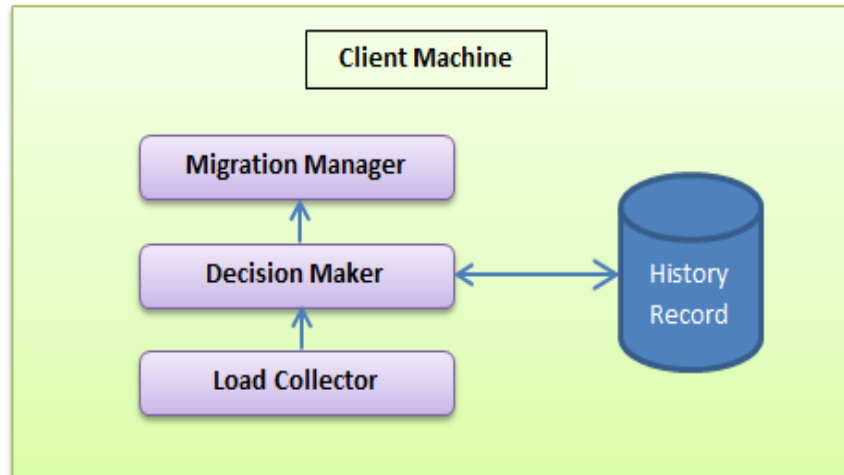 Client Machine
Migration Manager
Decision Maker
History
Record
Load Collector